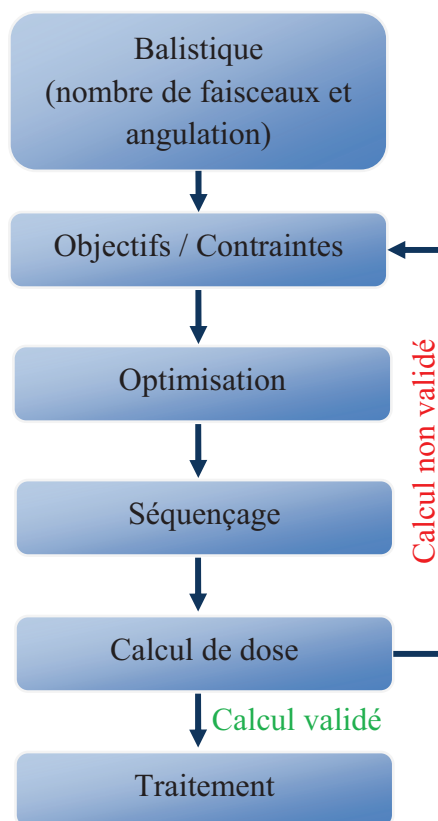 Balistique
(nombre de faisceaux et
angulation)
Objectifs / Contraintes
Optimisation
Séquençage
Calcul de dose
Calcul non validé
Calcul validé
Traitement